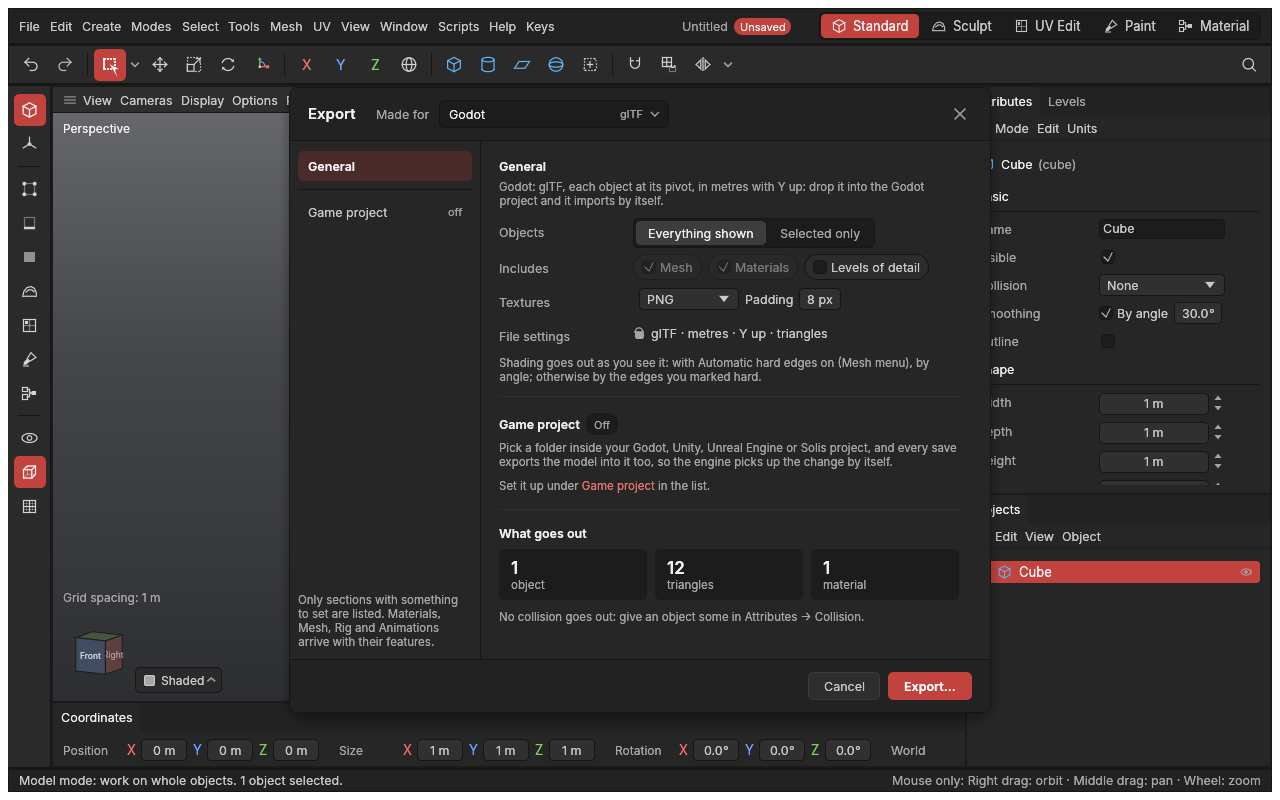 File Edit Create Modes Select Tools Mesh UV View Window Scripts Help Keys Untitled Unsaved Standard Sculpt UV Edit Paint Material
X Y Z
View Cameras Display Options
Perspective
Export Made for Godot glTF
General
Game project off
Only sections with something
to set are listed. Materials,
Mesh, Rig and Animations
arrive with their features.
General
Godot: glTF, each object at its pivot, in metres with Y up: drop it into the Godot
project and it imports by itself.
Objects Everything shown Selected only
Includes Mesh Materials Levels of detail
Textures PNG Padding 8 px
File settings glTF · metres · Y up · triangles
Shading goes out as you see it: with Automatic hard edges on (Mesh menu), by
angle; otherwise by the edges you marked hard.
Game project Off
Pick a folder inside your Godot, Unity, Unreal Engine or Solis project, and every save
exports the model into it too, so the engine picks up the change by itself.
Set it up under Game project in the list.
What goes out
1 object
12 triangles
1 material
No collision goes out: give an object some in Attributes → Collision.
Cancel Export...
ributes Levels
Mode Edit Units
Cube (cube)
sic
me Cube
sible
ollision None
noothing By angle 30.0°
utline
ape
idth 1 m
epth 1 m
eight 1 m
jects
Edit View Object
Cube
Grid spacing: 1 m
Front Right
Shaded
Coordinates
Position X 0 m Y 0 m Z 0 m Size X 1 m Y 1 m Z 1 m Rotation X 0.0° Y 0.0° Z 0.0° World
Model mode: work on whole objects. 1 object selected.
Mouse only: Right drag: orbit · Middle drag: pan · Wheel: zoom